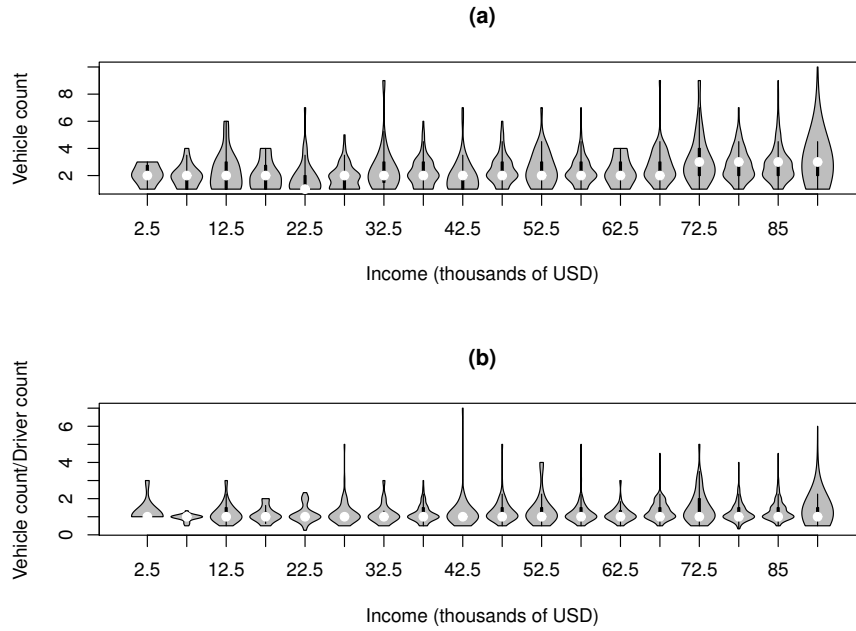 (a)
Vehicle count
8
6
4
2
2.5 12.5 22.5 32.5 42.5 52.5 62.5 72.5 85
Income (thousands of USD)
(b)
Vehicle count/Driver count
6
4
2
0
2.5 12.5 22.5 32.5 42.5 52.5 62.5 72.5 85
Income (thousands of USD)